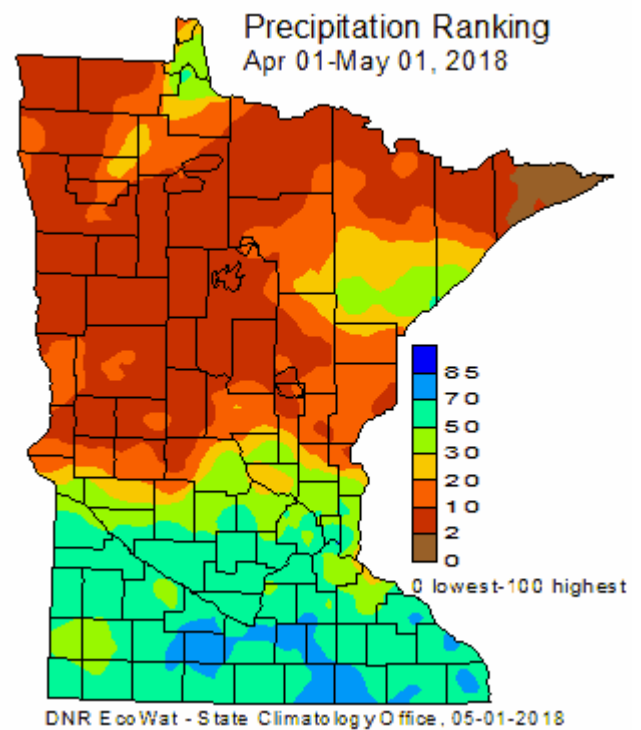 Precipitation Ranking
Apr 01-May 01, 2018
85
70
50
30
20
10
2
0
0 lowest-100 highest
DNR EcoWat - State Climatology Office, 05-01-2018